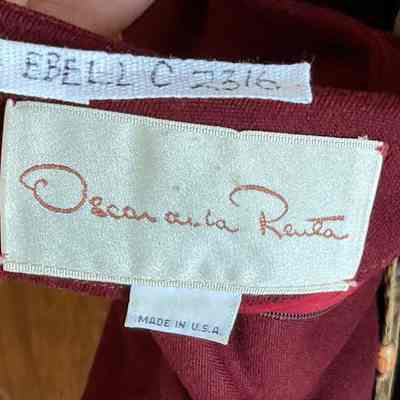 EBELL O 2316
Oscar de la Renta
MADE IN U.S.A.